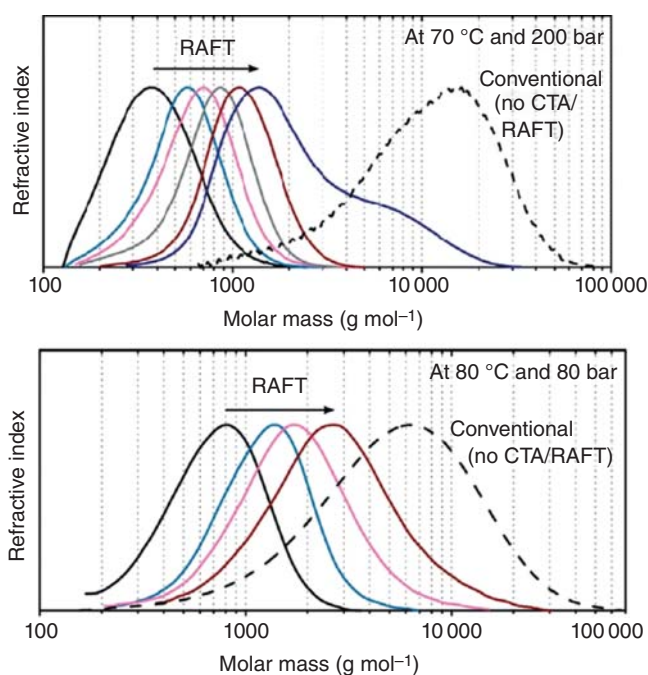 At 70 °C and 200 bar
RAFT
Conventional
(no CTA/
RAFT)
Refractive index
100
1000
10 000
100 000
Molar mass (g mol⁻¹)
At 80 °C and 80 bar
RAFT
Conventional
(no CTA/RAFT)
Refractive index
100
1000
10 000
100 000
Molar mass (g mol⁻¹)